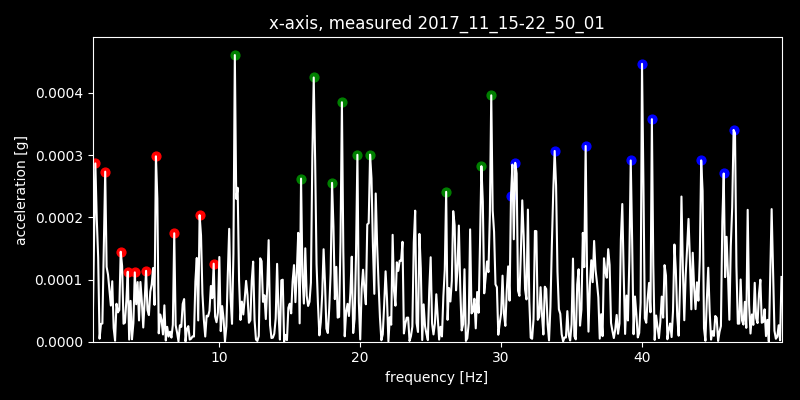 x-axis, measured 2017_11_15-22_50_01
acceleration [g]
0.0004
0.0003
0.0002
0.0001
0.0000
10 20 30 40
frequency [Hz]